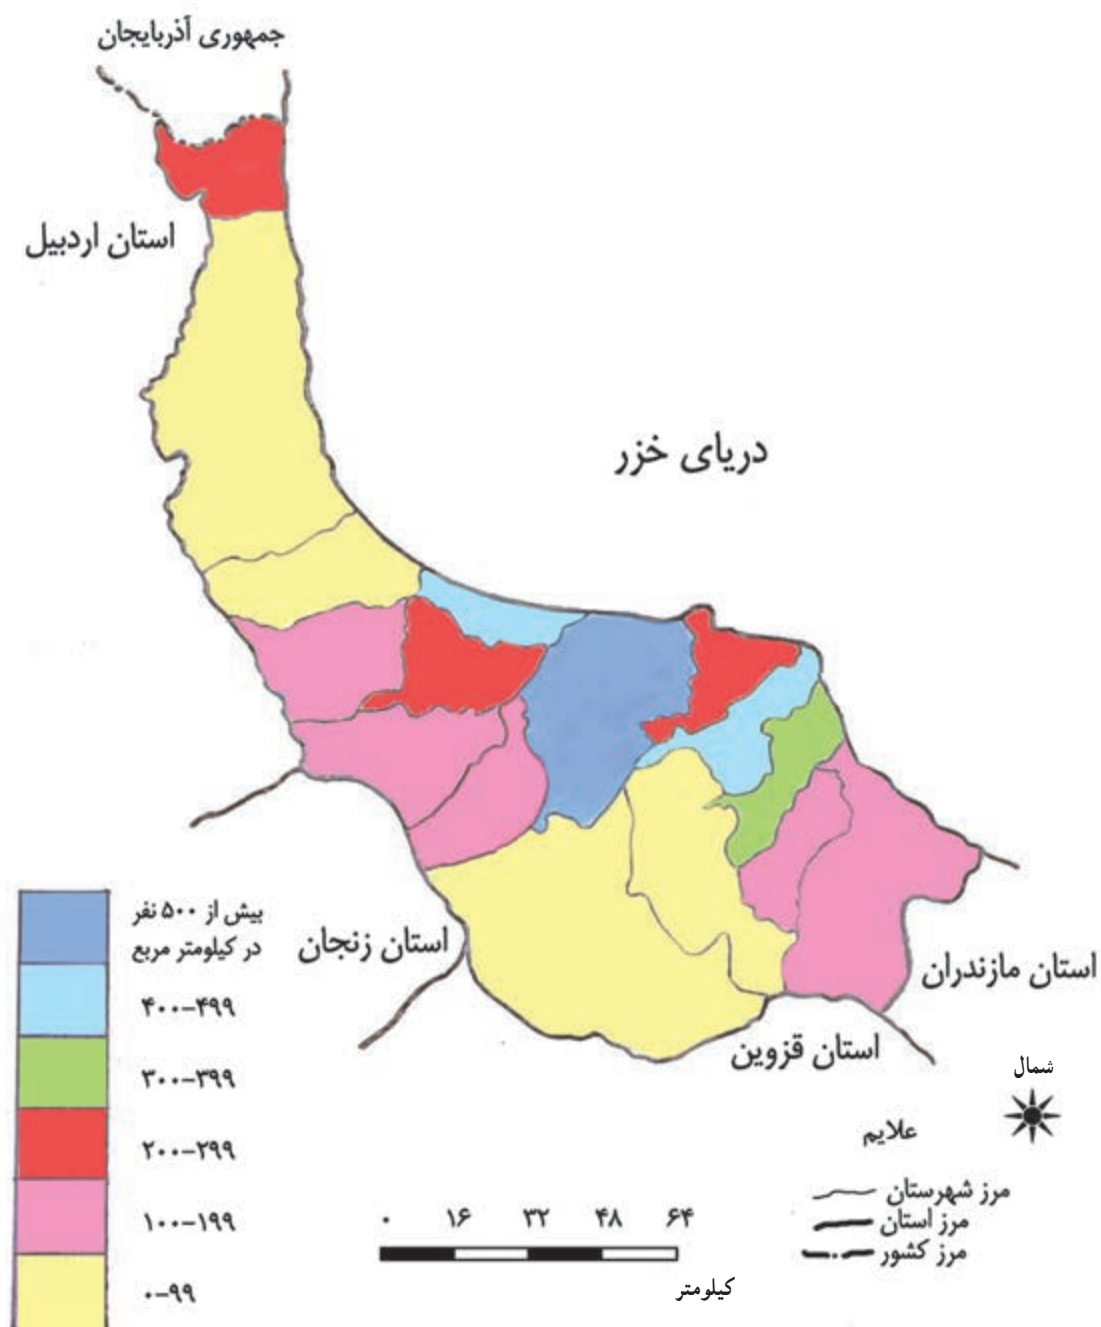 جمهوری آذربایجان
استان اردبیل
دریای خزر
بیش از ۵۰۰ نفر
در کیلومتر مربع
۴۰۰-۴۹۹
۳۰۰-۳۹۹
۲۰۰-۲۹۹
۱۰۰-۱۹۹
۰-۹۹
استان زنجان
استان مازندران
استان قزوین
شمال
علایم
مرز شهرستان
مرز استان
مرز کشور
۰ ۱۶ ۳۲ ۴۸ ۶۴
کیلومتر